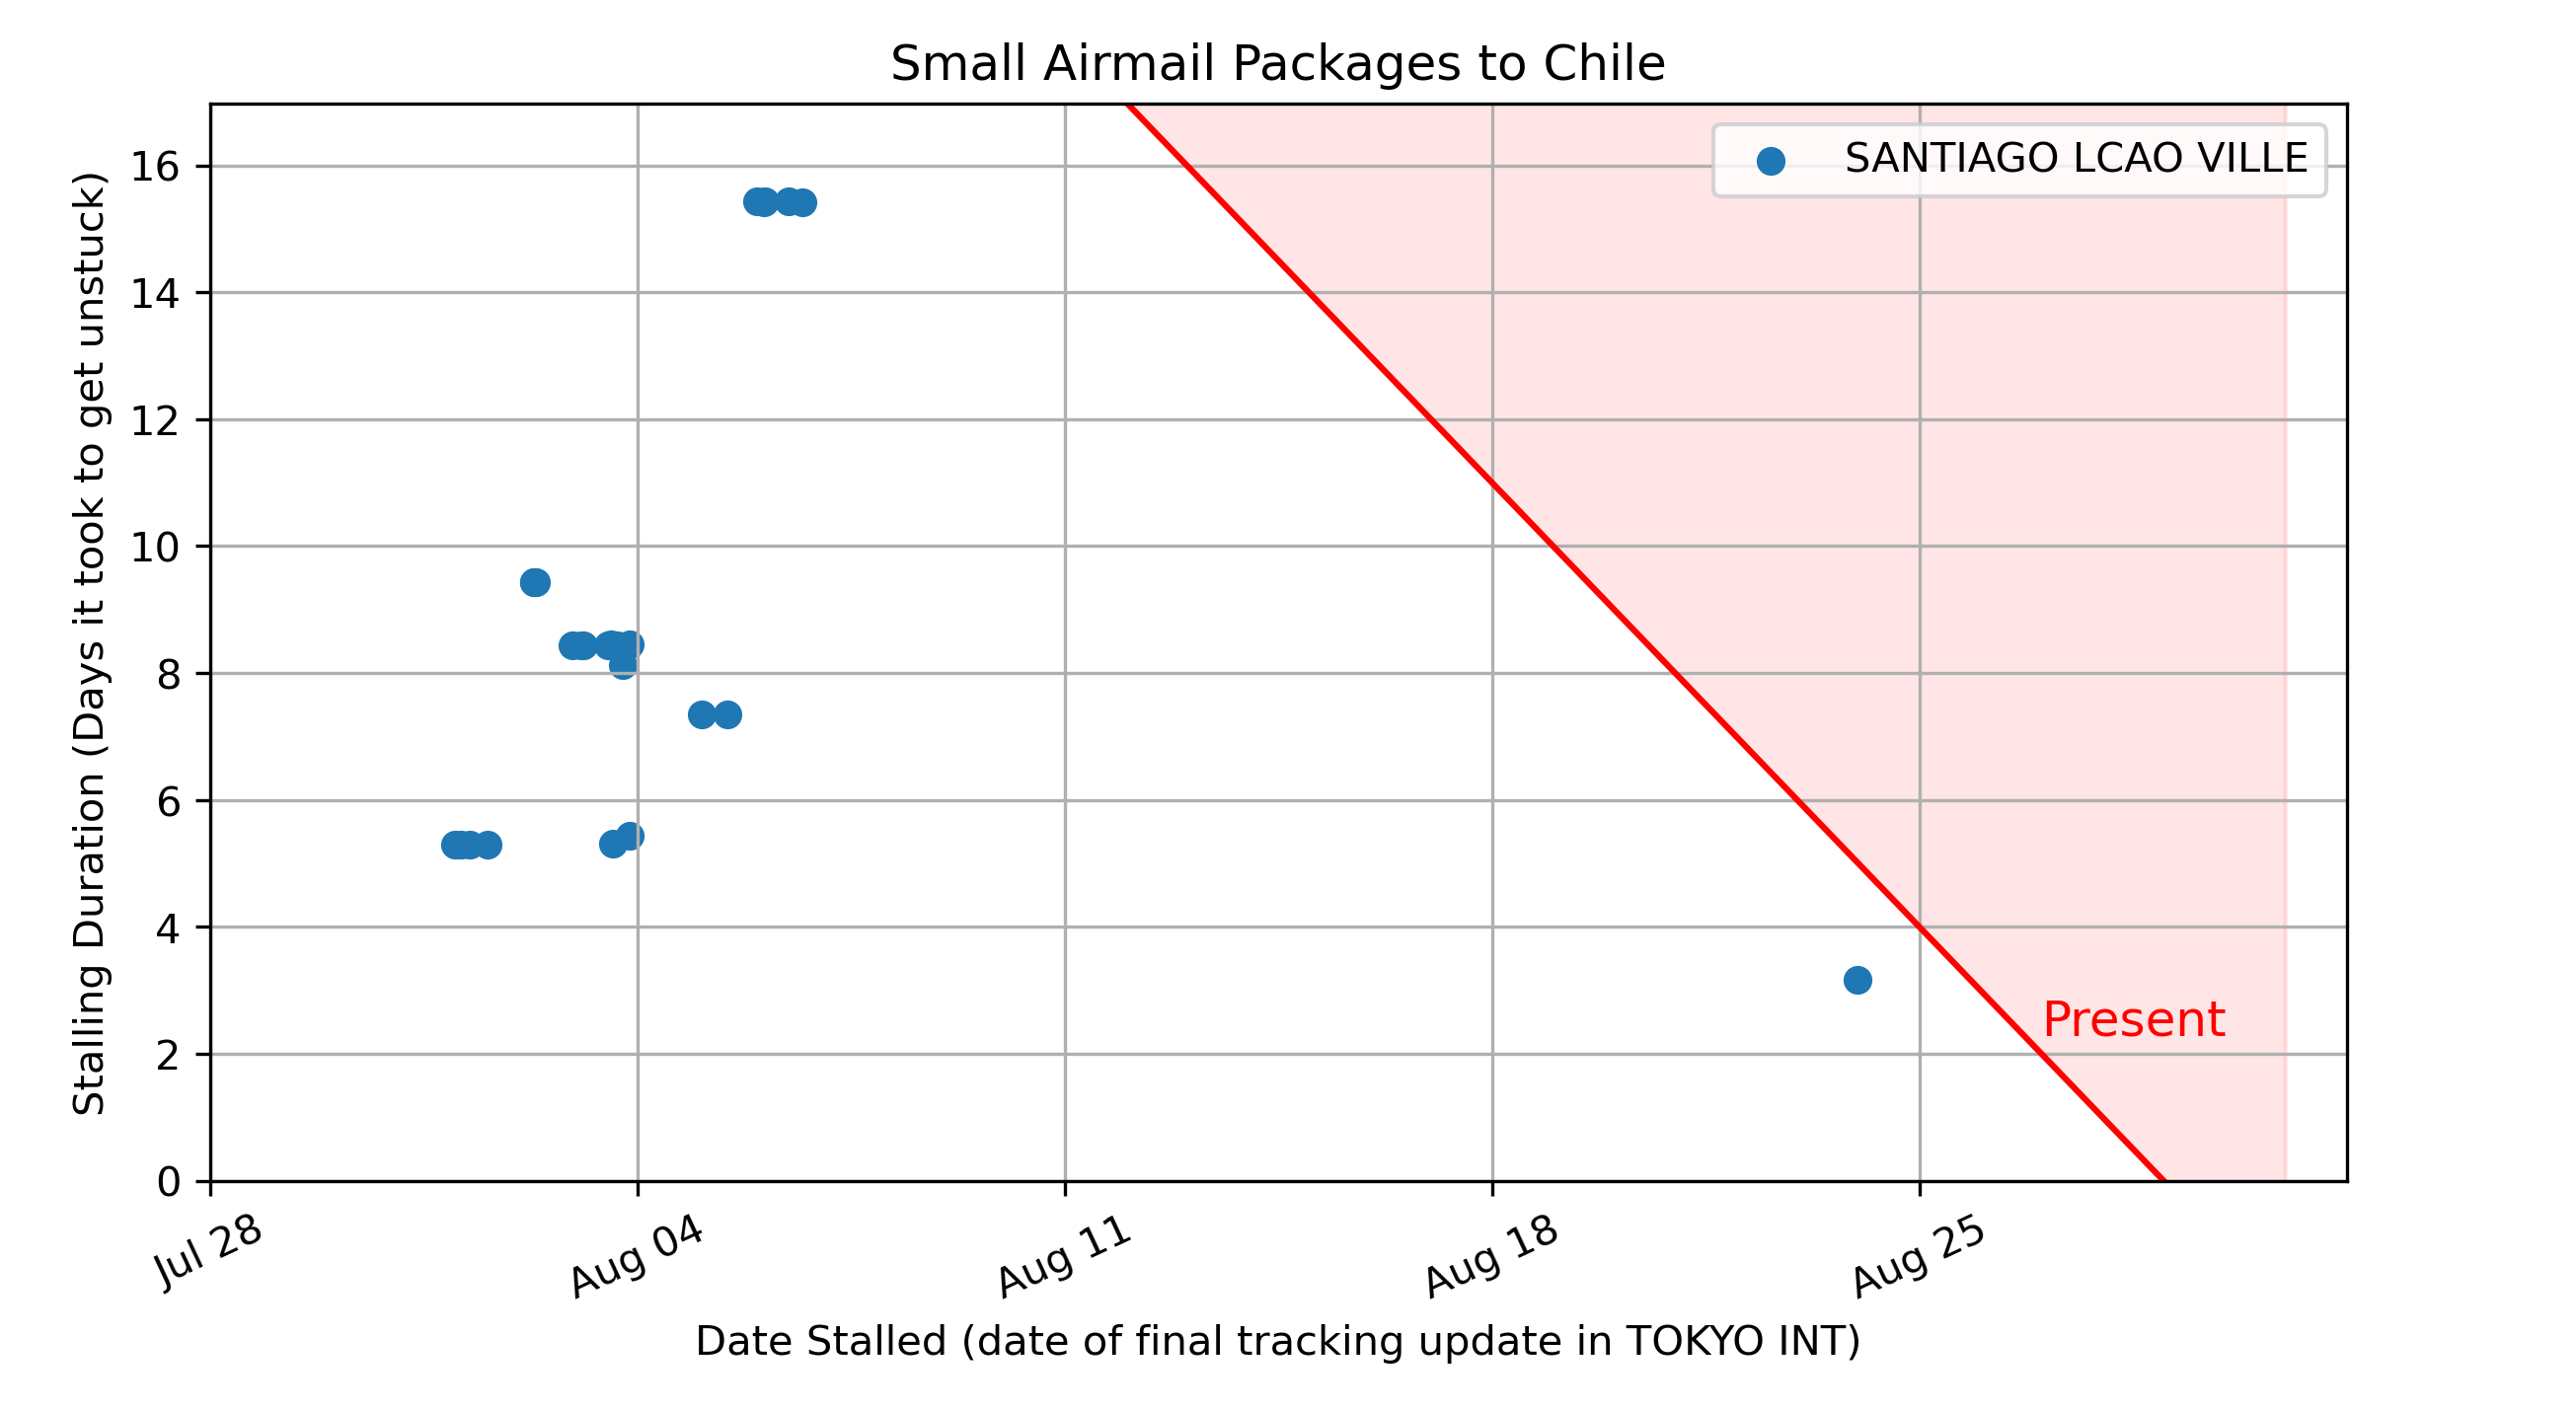 Small Airmail Packages to Chile
SANTIAGO LCAO VILLE
Stalling Duration (Days it took to get unstuck)
16
14
12
10
8
6
4
2
0
Present
Jul 28
Aug 04
Aug 11
Aug 18
Aug 25
Date Stalled (date of final tracking update in TOKYO INT)